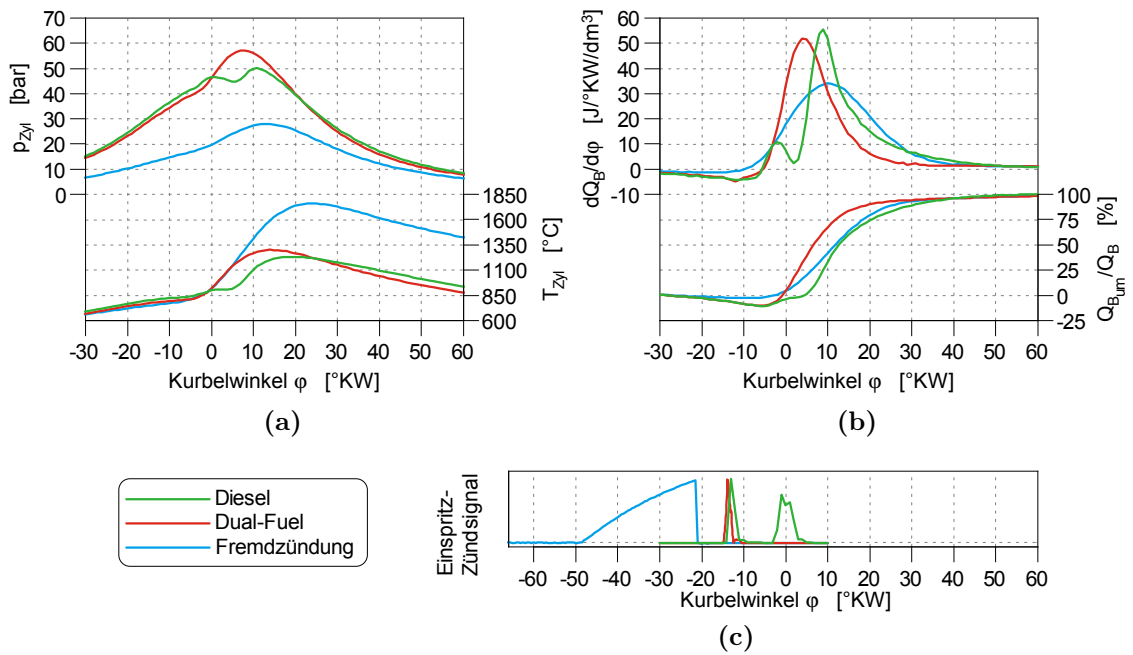 70
60
50
40
30
20
10
0
p_Zyl [bar]
1850
1600
1350
1100
850
600
T_Zyl [°C]
-30 -20 -10 0 10 20 30 40 50 60
Kurbelwinkel φ [°KW]
(a)
60
50
40
30
20
10
0
-10
dQ_B/dφ [J/°KW/dm³]
100
75
50
25
0
-25
Q_Bum/Q_B [%]
-30 -20 -10 0 10 20 30 40 50 60
Kurbelwinkel φ [°KW]
(b)
Diesel
Dual-Fuel
Fremdzündung
Einspritz-
Zündsignal
-60 -50 -40 -30 -20 -10 0 10 20 30 40 50 60
Kurbelwinkel φ [°KW]
(c)